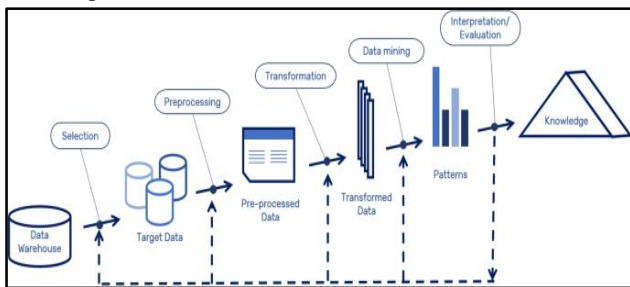 Interpretation/
Evaluation
Data mining
Transformation
Preprocessing
Selection
Knowledge
Patterns
Transformed
Data
Pre-processed
Data
Target Data
Data
Warehouse